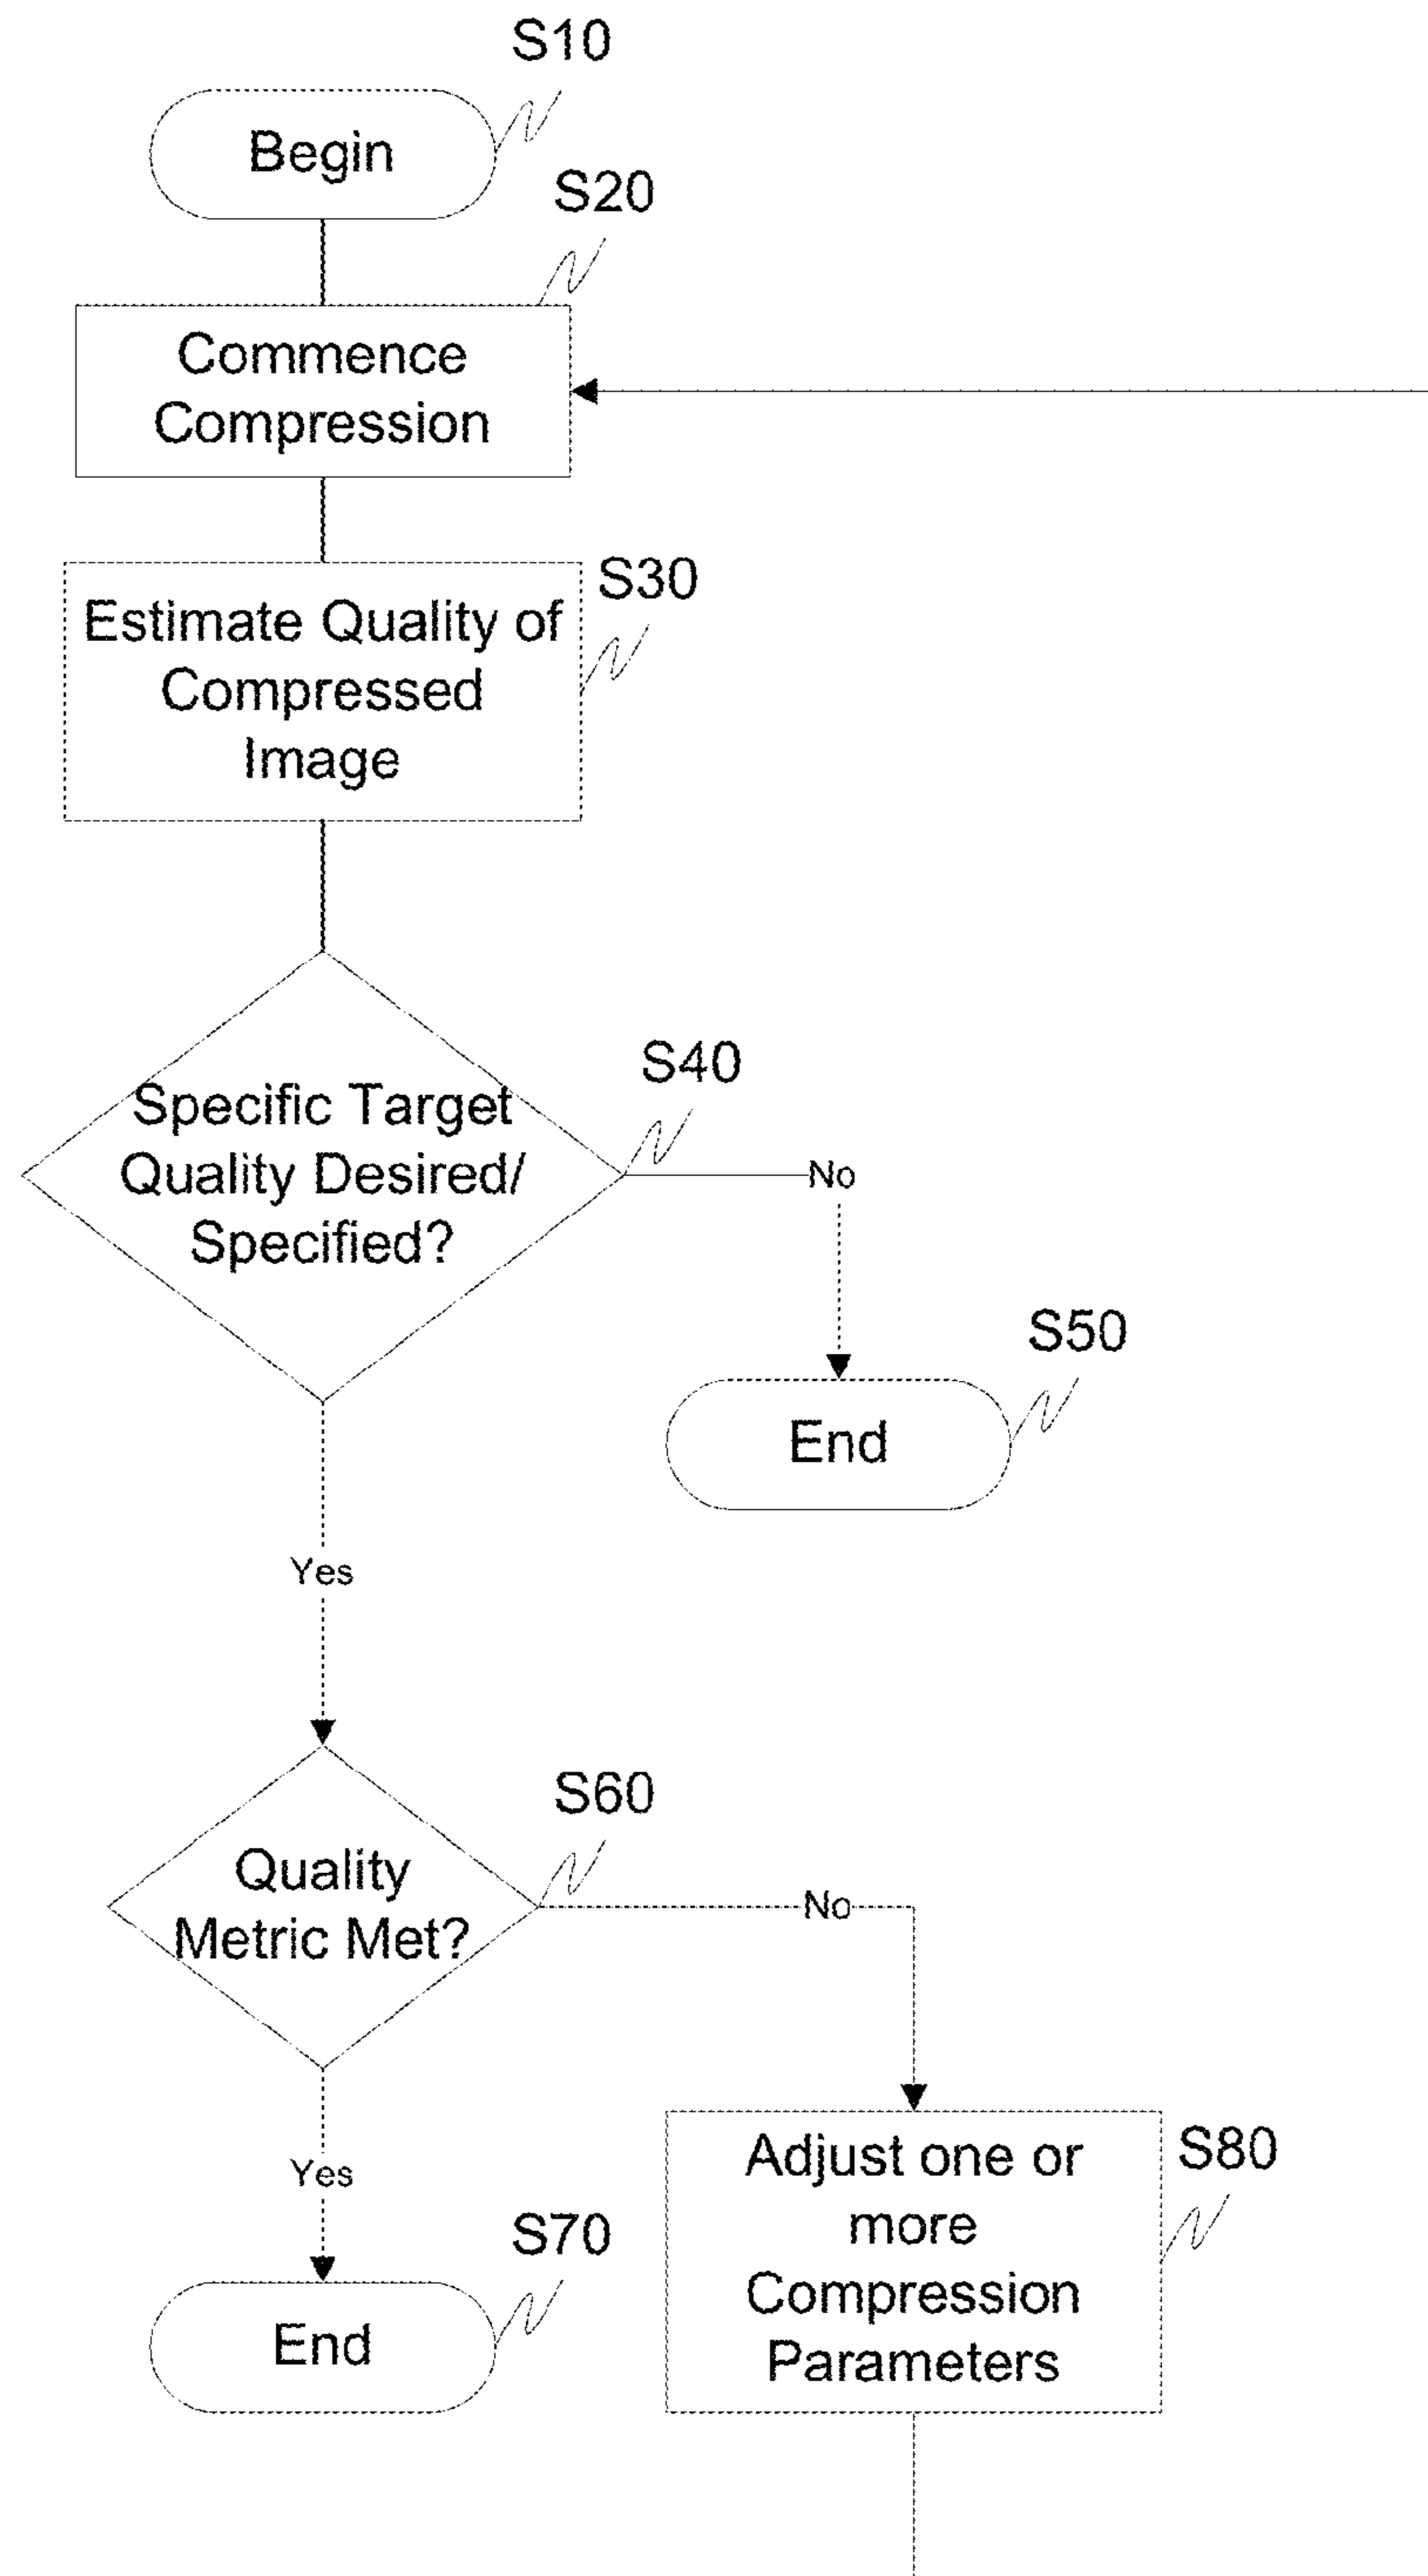 S10
Begin
S20
Commence
Compression
S30
Estimate Quality of
Compressed
Image
S40
Specific Target
Quality Desired/
Specified?
No
S50
End
Yes
S60
Quality
Metric Met?
No
Yes
S70
End
S80
Adjust one or
more
Compression
Parameters